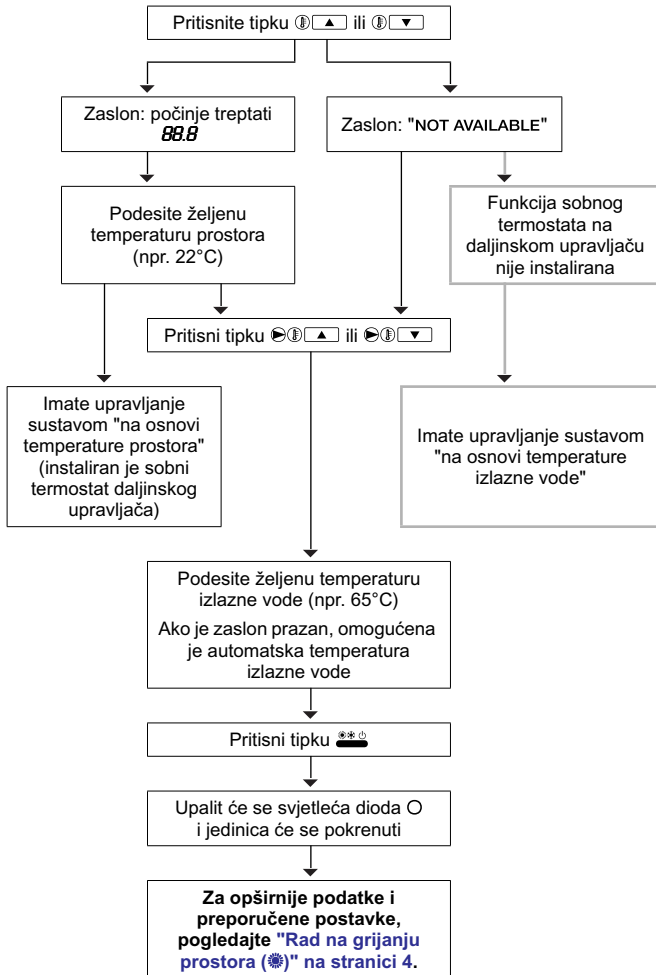 Pritisnite tipku ▲ ili ▼
Zaslon: počinje treptati
88.8
Zaslon: "NOT AVAILABLE"
Podesite željenu
temperaturu prostora
(npr. 22°C)
Funkcija sobnog
termostata na
daljinskom upravljaču
nije instalirana
Pritisni tipku ▲ ili ▼
Imate upravljanje
sustavom "na osnovi
temperature prostora"
(instaliran je sobni
termostat daljinskog
upravljača)
Imate upravljanje sustavom
"na osnovi temperature
izlazne vode"
Podesite željenu temperaturu
izlazne vode (npr. 65°C)
Ako je zaslon prazan, omogućena
je automatska temperatura
izlazne vode
Pritisni tipku
Upalit će se svjetleća dioda
i jedinica će se pokrenuti
Za opširnije podatke i
preporučene postavke,
pogledajte "Rad na grijanju
prostora (☀)" na stranici 4.